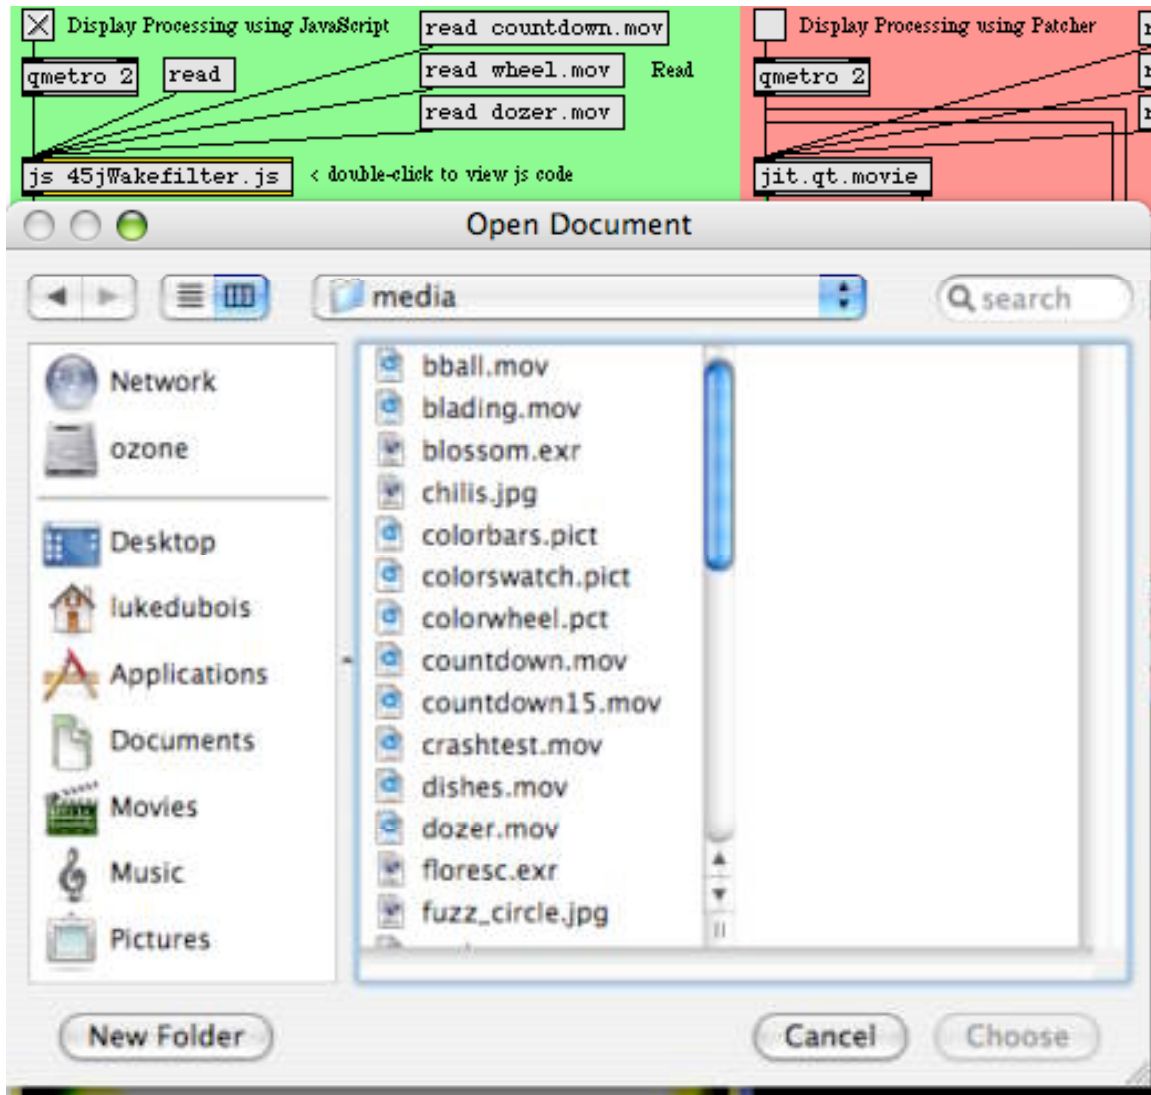 Display Processing using JavaScript
read countdown.mov
Display Processing using Patcher
qmetro 2
read
read wheel.mov
Read
qmetro 2
read dozer.mov
js 45jWakefilter.js
< double-click to view js code
jit.qt.movie
Open Document
media
search
Network
ozone
Desktop
lukedubois
Applications
Documents
Movies
Music
Pictures
bball.mov
blading.mov
blossom.exr
chilis.jpg
colorbars.pict
colorswatch.pict
colorwheel.pct
countdown.mov
countdown15.mov
crashtest.mov
dishes.mov
dozer.mov
floresc.exr
fuzz_circle.jpg
New Folder
Cancel
Choose